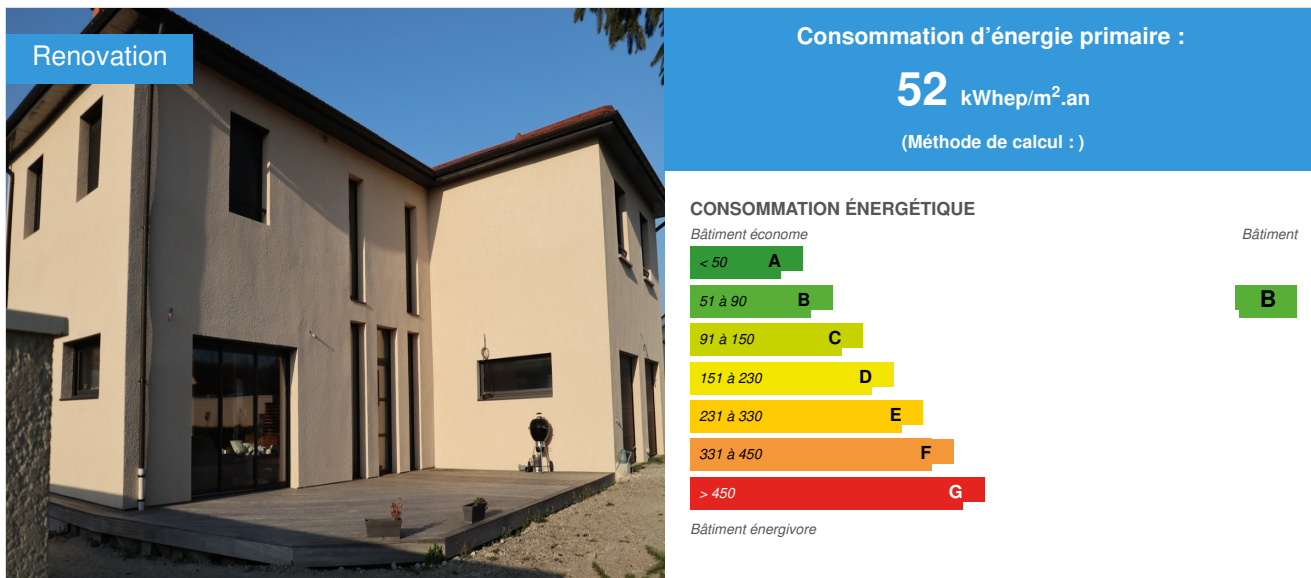 Renovation
Consommation d'énergie primaire :
52 kWhep/m².an
(Méthode de calcul : )
CONSOMMATION ÉNERGÉTIQUE
Bâtiment économe
Bâtiment
< 50 A
51 à 90 B
B
91 à 150 C
151 à 230 D
231 à 330 E
331 à 450 F
> 450 G
Bâtiment énergivore